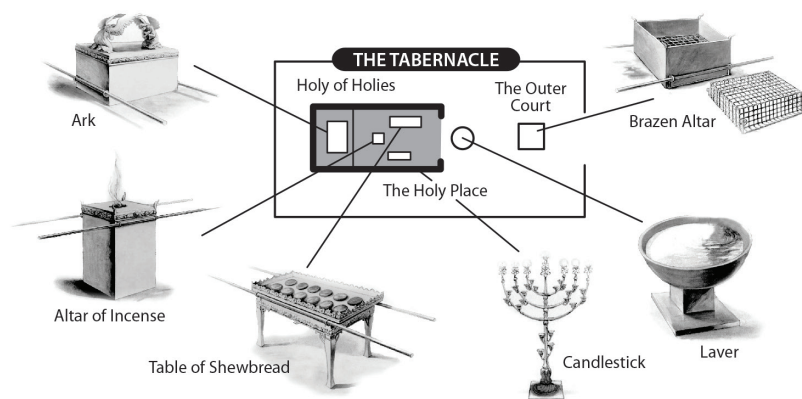 THE TABERNACLE
Holy of Holies
The Outer
Court
Ark
Brazen Altar
The Holy Place
Altar of Incense
Table of Shewbread
Candlestick
Laver